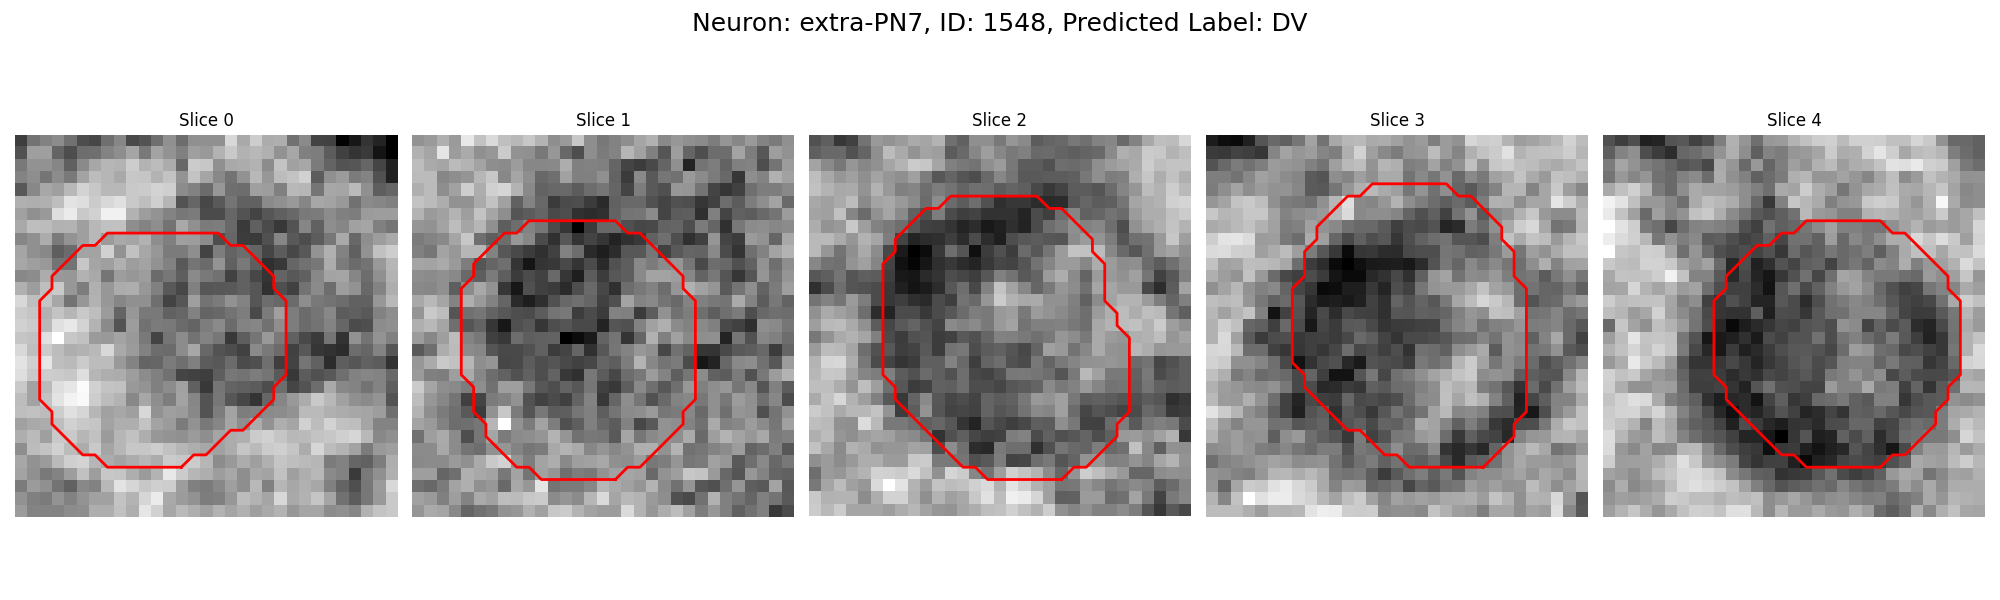 Neuron: extra-PN7, ID: 1548, Predicted Label: DV
Slice 0
Slice 1
Slice 2
Slice 3
Slice 4